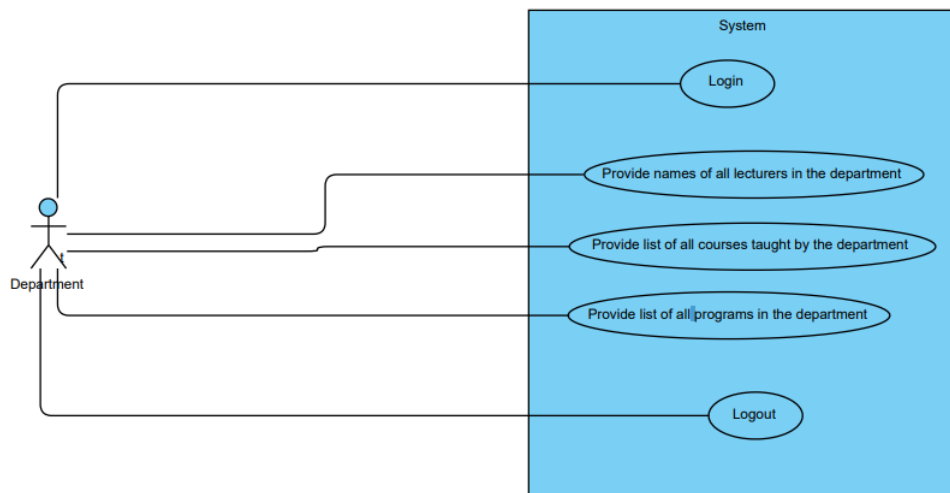 System
Login
Provide names of all lecturers in the department
Provide list of all courses taught by the department
t
Department
Provide list of all programs in the department
Logout